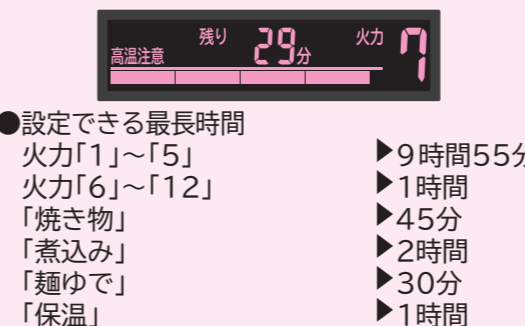 残り 29分 火力 7
高温注意
●設定できる最長時間
火力「1」～「5」 ▶9時間55分
火力「6」～「12」 ▶1時間
「焼き物」 ▶45分
「煮込み」 ▶2時間
「麺ゆで」 ▶30分
「保温」 ▶1時間